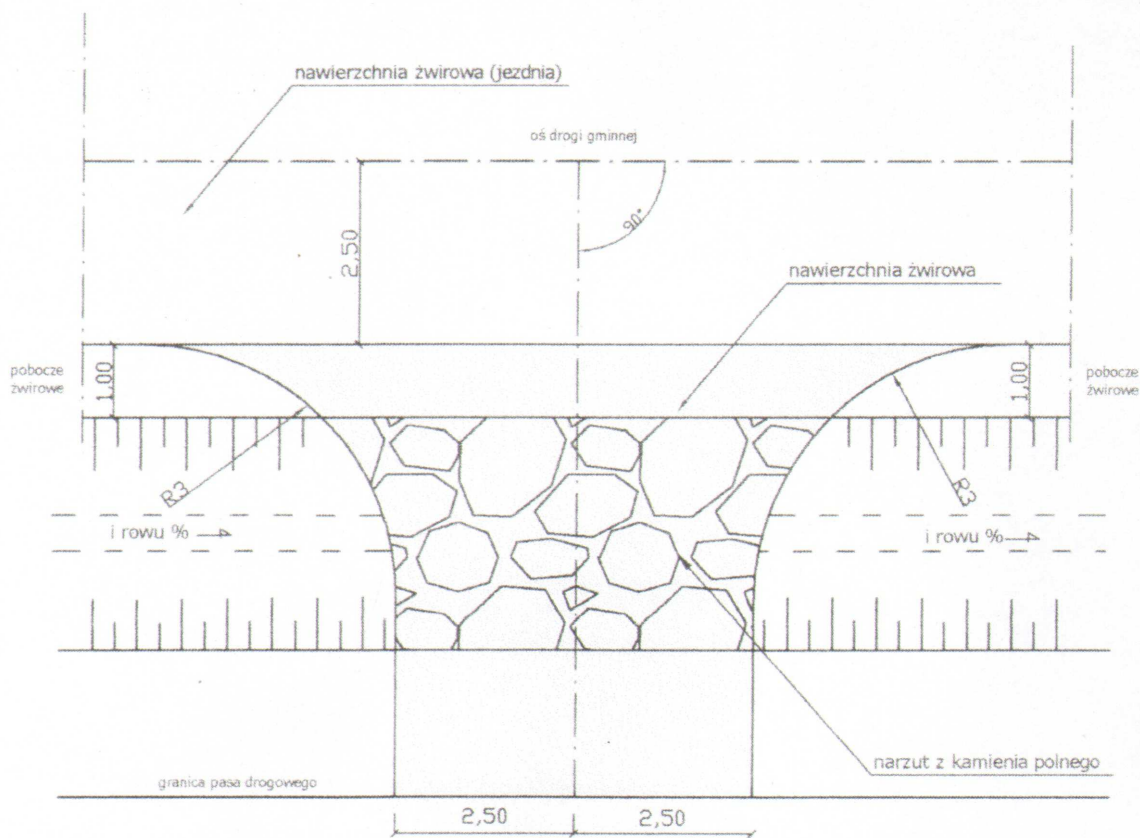 nawierzchnia żwirowa (jezdnia)
oś drogi gminnej
90°
2,50
nawierzchnia żwirowa
pobocze
żwirowe
1,00
1,00
pobocze
żwirowe
R3
R3
i rowu %
i rowu %
narzut z kamienia polnego
granica pasa drogowego
2,50
2,50